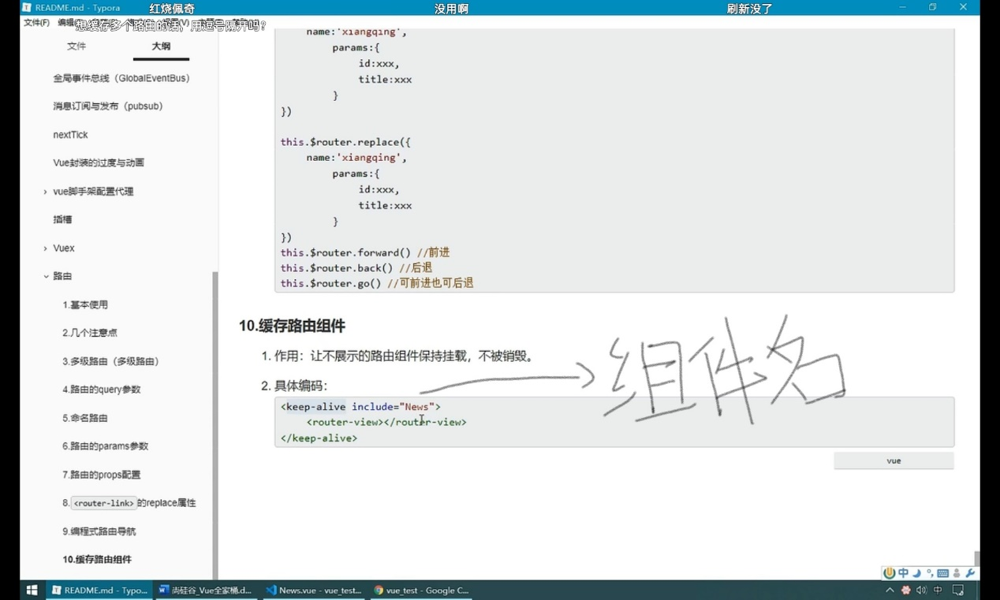 README.md - Typora
红烧佩奇
没用啊
刷新没了
文件(F)
想缓存多个路由的话，用逗号隔开吗？
文件
大纲
全局事件总线（GlobalEventBus）
消息订阅与发布（pubsub）
nextTick
Vue封装的过度与动画
vue脚手架配置代理
插槽
Vuex
路由
1.基本使用
2.几个注意点
3.多级路由（多级路由）
4.路由的query参数
5.命名路由
6.路由的params参数
7.路由的props配置
8.<router-link>的replace属性
9.编程式路由导航
10.缓存路由组件
name:'xiangqing',
params:{
id:xxx,
title:xxx
}
})
this.$router.replace({
name:'xiangqing',
params:{
id:xxx,
title:xxx
}
})
this.$router.forward() //前进
this.$router.back() //后退
this.$router.go() //可前进也可后退
10.缓存路由组件
1. 作用：让不展示的路由组件保持挂载，不被销毁。
2. 具体编码：
组件名
<keep-alive include="News">
<router-view></router-view>
</keep-alive>
vue
中
README.md - Typo...
尚硅谷_Vue全家桶.d...
News.vue - vue_test...
vue_test - Google C...
中